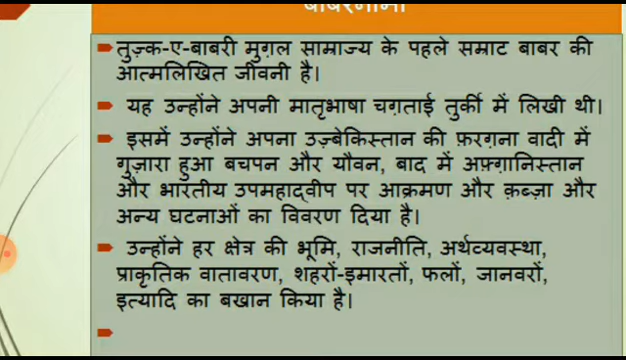 बाबरनामा
तुज़्क-ए-बाबरी मुग़ल साम्राज्य के पहले सम्राट बाबर की
आत्मलिखित जीवनी है।
यह उन्होंने अपनी मातृभाषा चग़ताई तुर्की में लिखी थी।
इसमें उन्होंने अपना उज़्बेकिस्तान की फ़रग़ना वादी में
गुज़ारा हुआ बचपन और यौवन, बाद में अफ़्ग़ानिस्तान
और भारतीय उपमहाद्वीप पर आक्रमण और क़ब्ज़ा और
अन्य घटनाओं का विवरण दिया है।
उन्होंने हर क्षेत्र की भूमि, राजनीति, अर्थव्यवस्था,
प्राकृतिक वातावरण, शहरों-इमारतों, फलों, जानवरों,
इत्यादि का बखान किया है।